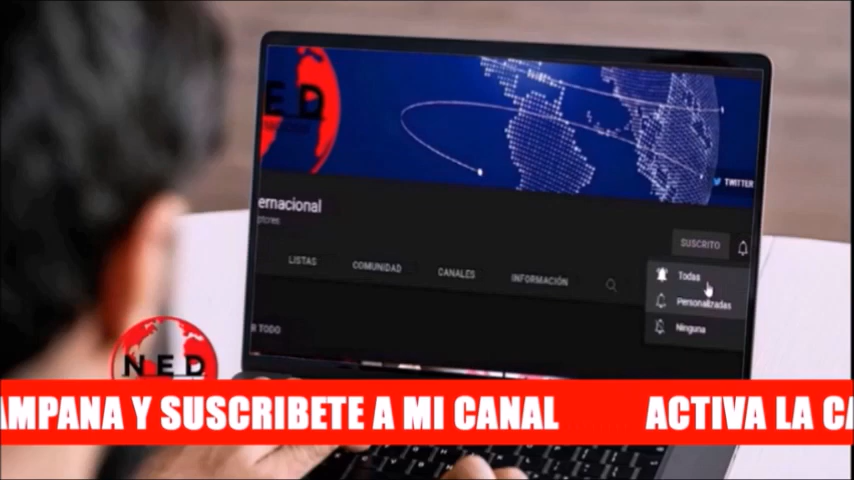 E D
TWITTER
ernacional
SUSCRITO
LISTAS COMUNIDAD CANALES INFORMACIÓN
Todas
Personalizadas
Ninguna
R TODO
NED
AMPANA Y SUSCRIBETE A MI CANAL ACTIVA LA CA